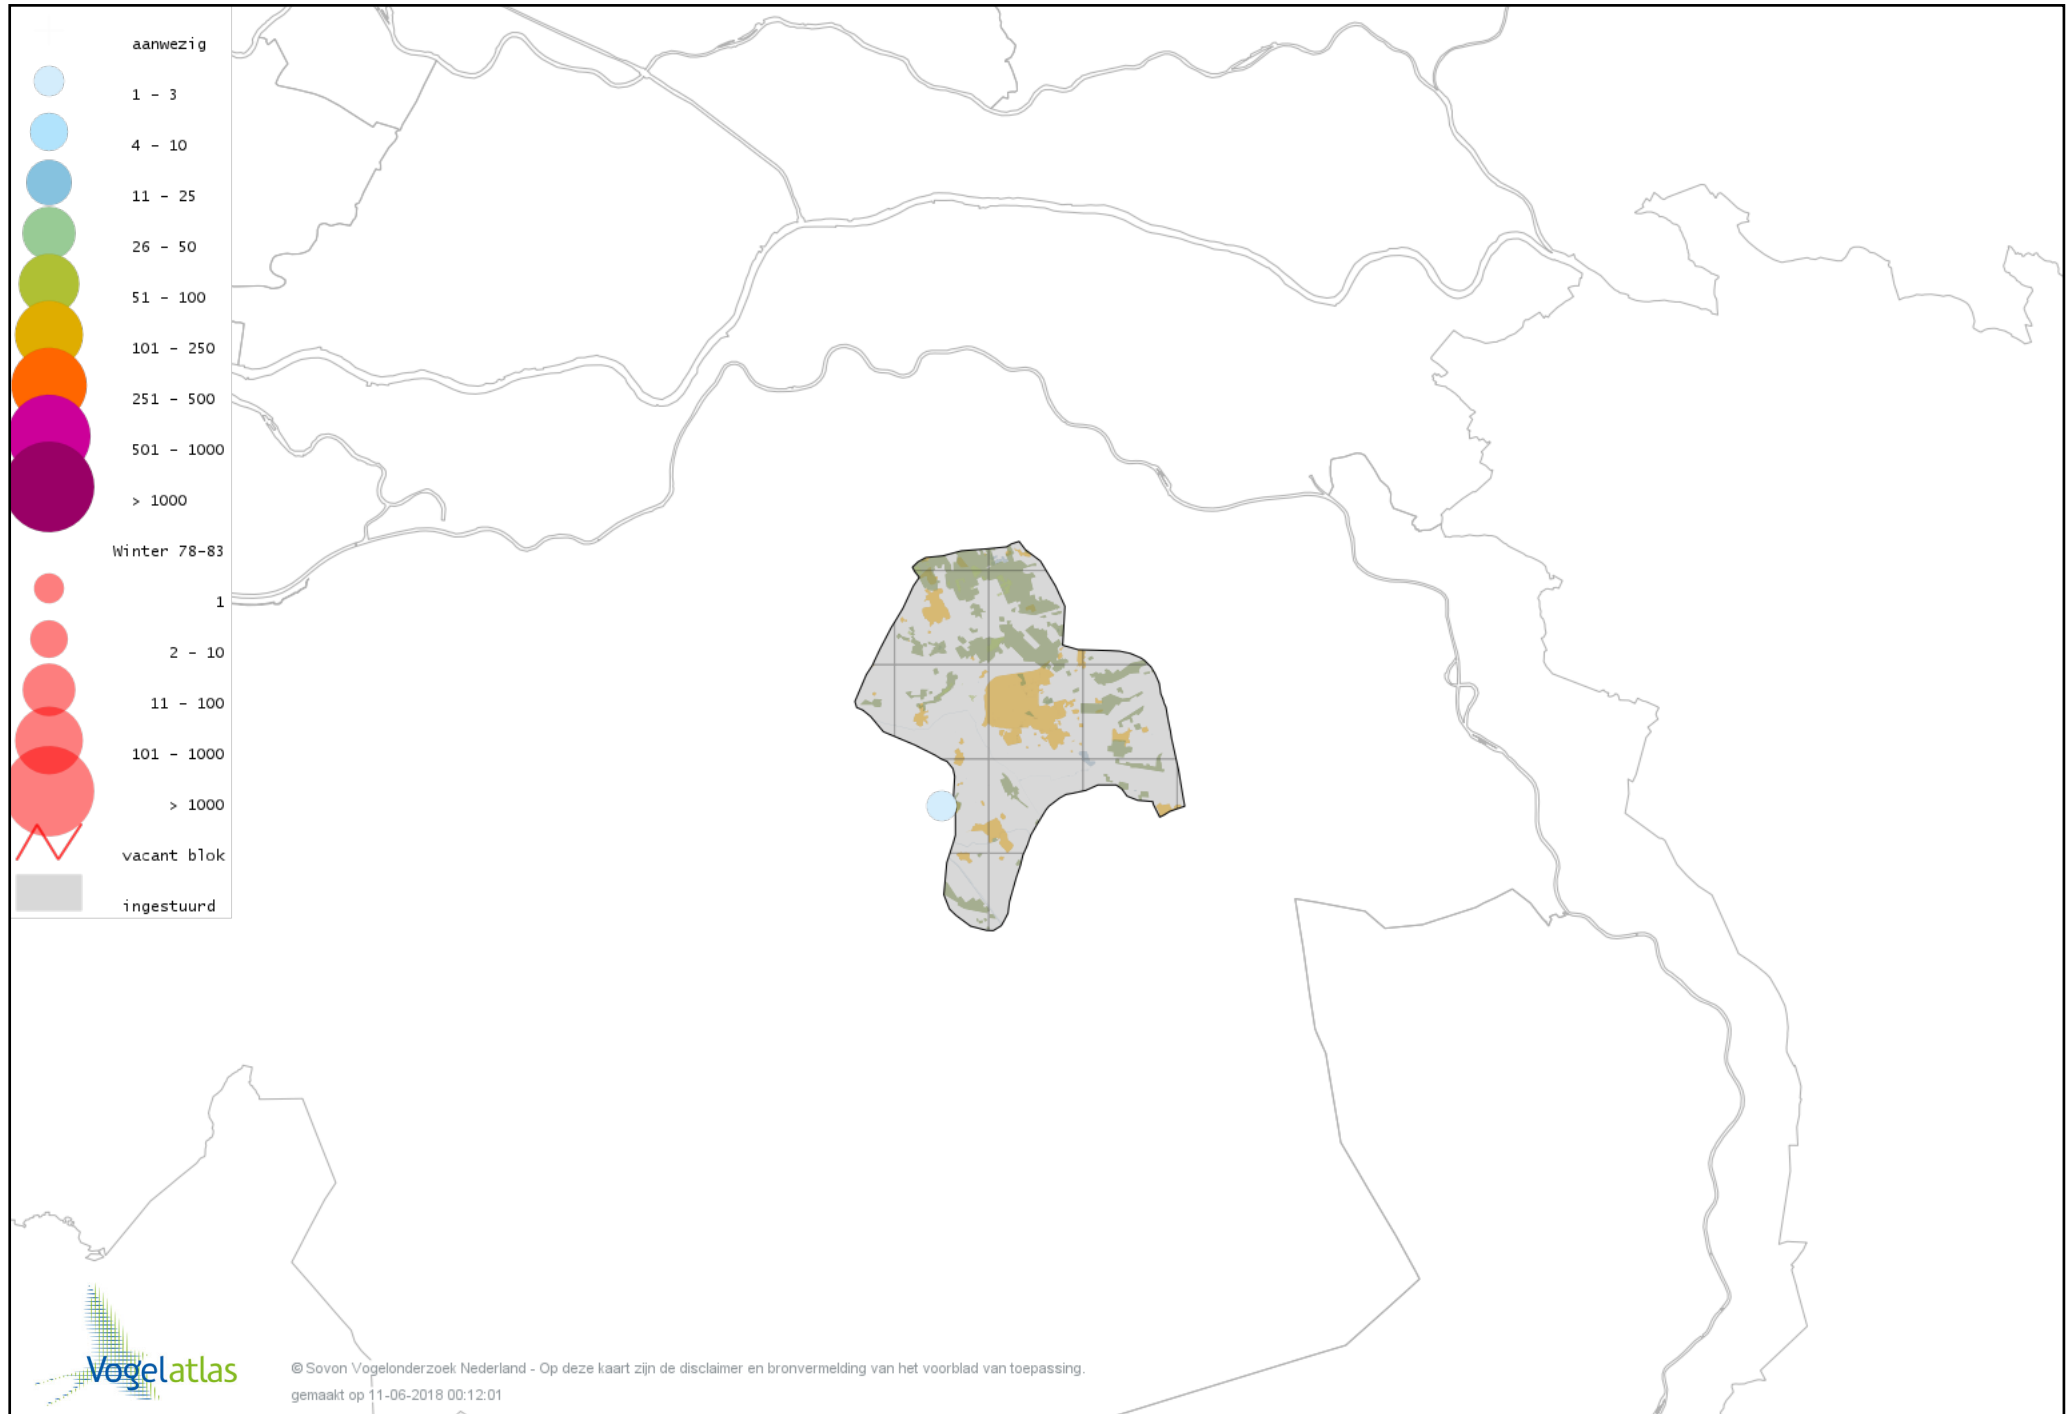 aanwezig
1 - 3
4 - 10
11 - 25
26 - 50
51 - 100
101 - 250
251 - 500
501 - 1000
> 1000
Winter 78-83
1
2 - 10
11 - 100
101 - 1000
> 1000
vacant blok
ingestuurd
Vogelatlas
© Sovon Vogelonderzoek Nederland - Op deze kaart zijn de disclaimer en bronvermelding van het voorblad van toepassing.
gemaakt op 11-06-2018 00:12:01